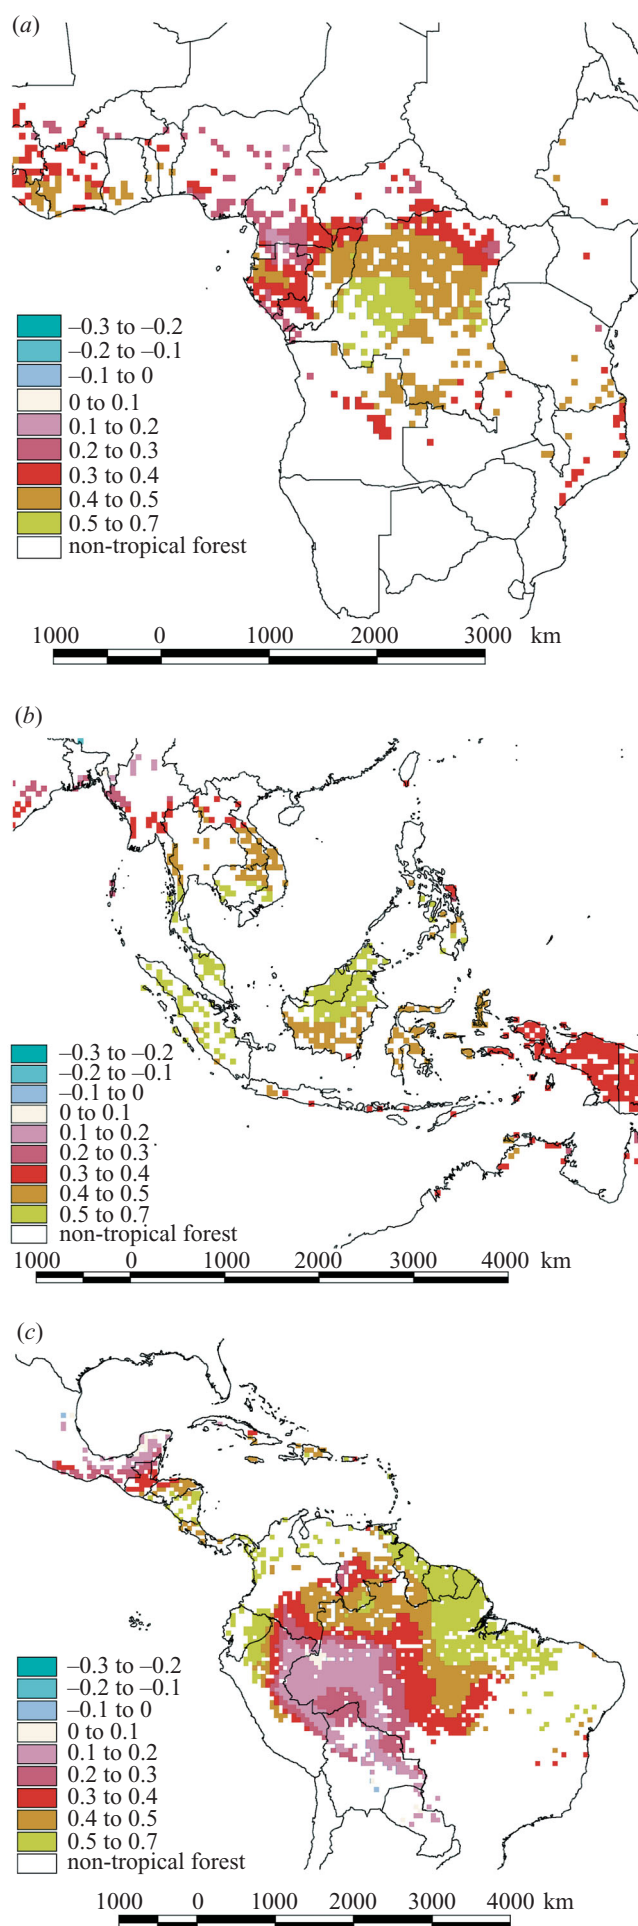 (a)
–0.3 to –0.2
–0.2 to –0.1
–0.1 to 0
0 to 0.1
0.1 to 0.2
0.2 to 0.3
0.3 to 0.4
0.4 to 0.5
0.5 to 0.7
non-tropical forest
1000 0 1000 2000 3000 km
(b)
–0.3 to –0.2
–0.2 to –0.1
–0.1 to 0
0 to 0.1
0.1 to 0.2
0.2 to 0.3
0.3 to 0.4
0.4 to 0.5
0.5 to 0.7
non-tropical forest
1000 0 1000 2000 3000 4000 km
(c)
–0.3 to –0.2
–0.2 to –0.1
–0.1 to 0
0 to 0.1
0.1 to 0.2
0.2 to 0.3
0.3 to 0.4
0.4 to 0.5
0.5 to 0.7
non-tropical forest
1000 0 1000 2000 3000 4000 km